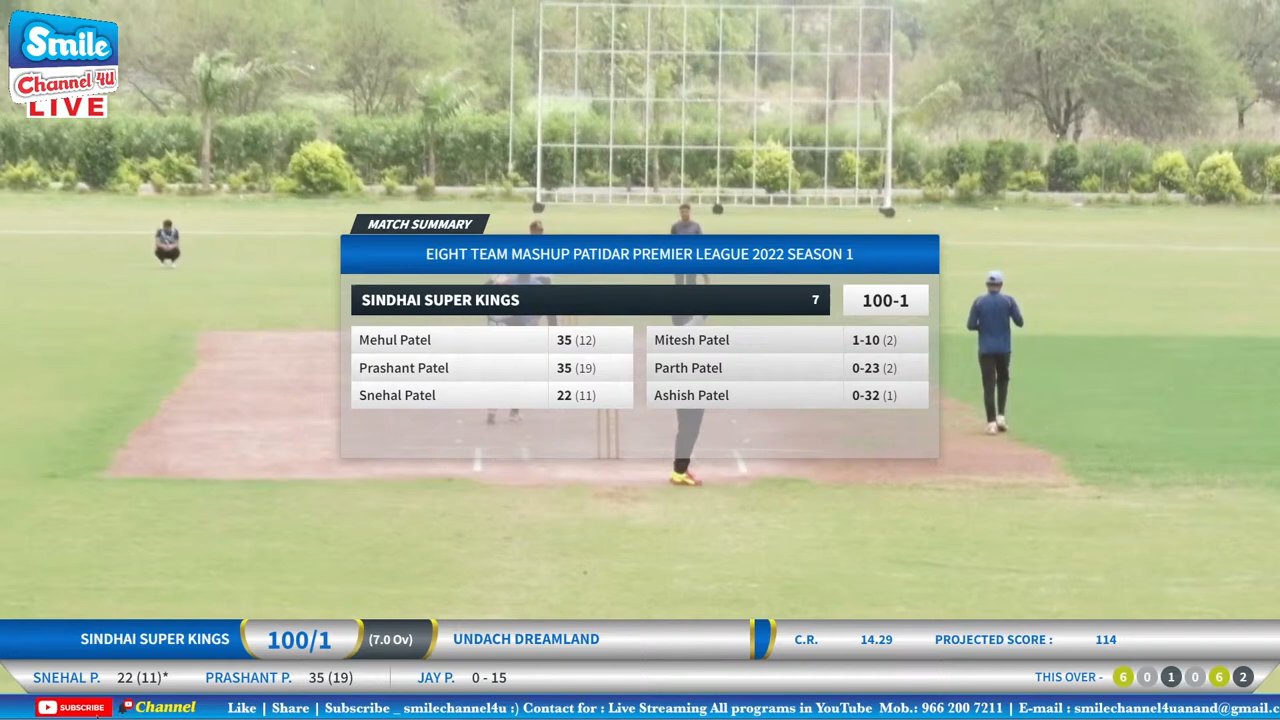 Smile
Channel 4U
LIVE
MATCH SUMMARY
EIGHT TEAM MASHUP PATIDAR PREMIER LEAGUE 2022 SEASON 1
SINDHAI SUPER KINGS 7 100-1
Mehul Patel 35 (12) Mitesh Patel 1-10 (2)
Prashant Patel 35 (19) Parth Patel 0-23 (2)
Snehal Patel 22 (11) Ashish Patel 0-32 (1)
SINDHAI SUPER KINGS 100/1 (7.0 Ov) UNDACH DREAMLAND C.R. 14.29 PROJECTED SCORE : 114
SNEHAL P. 22 (11)* PRASHANT P. 35 (19) JAY P. 0 - 15 THIS OVER - 6 0 1 0 6 2
SUBSCRIBE Channel Like | Share | Subscribe _ smilechannel4u :) Contact for : Live Streaming All programs in YouTube Mob.: 966 200 7211 | E-mail : smilechannel4uanand@gmail.c